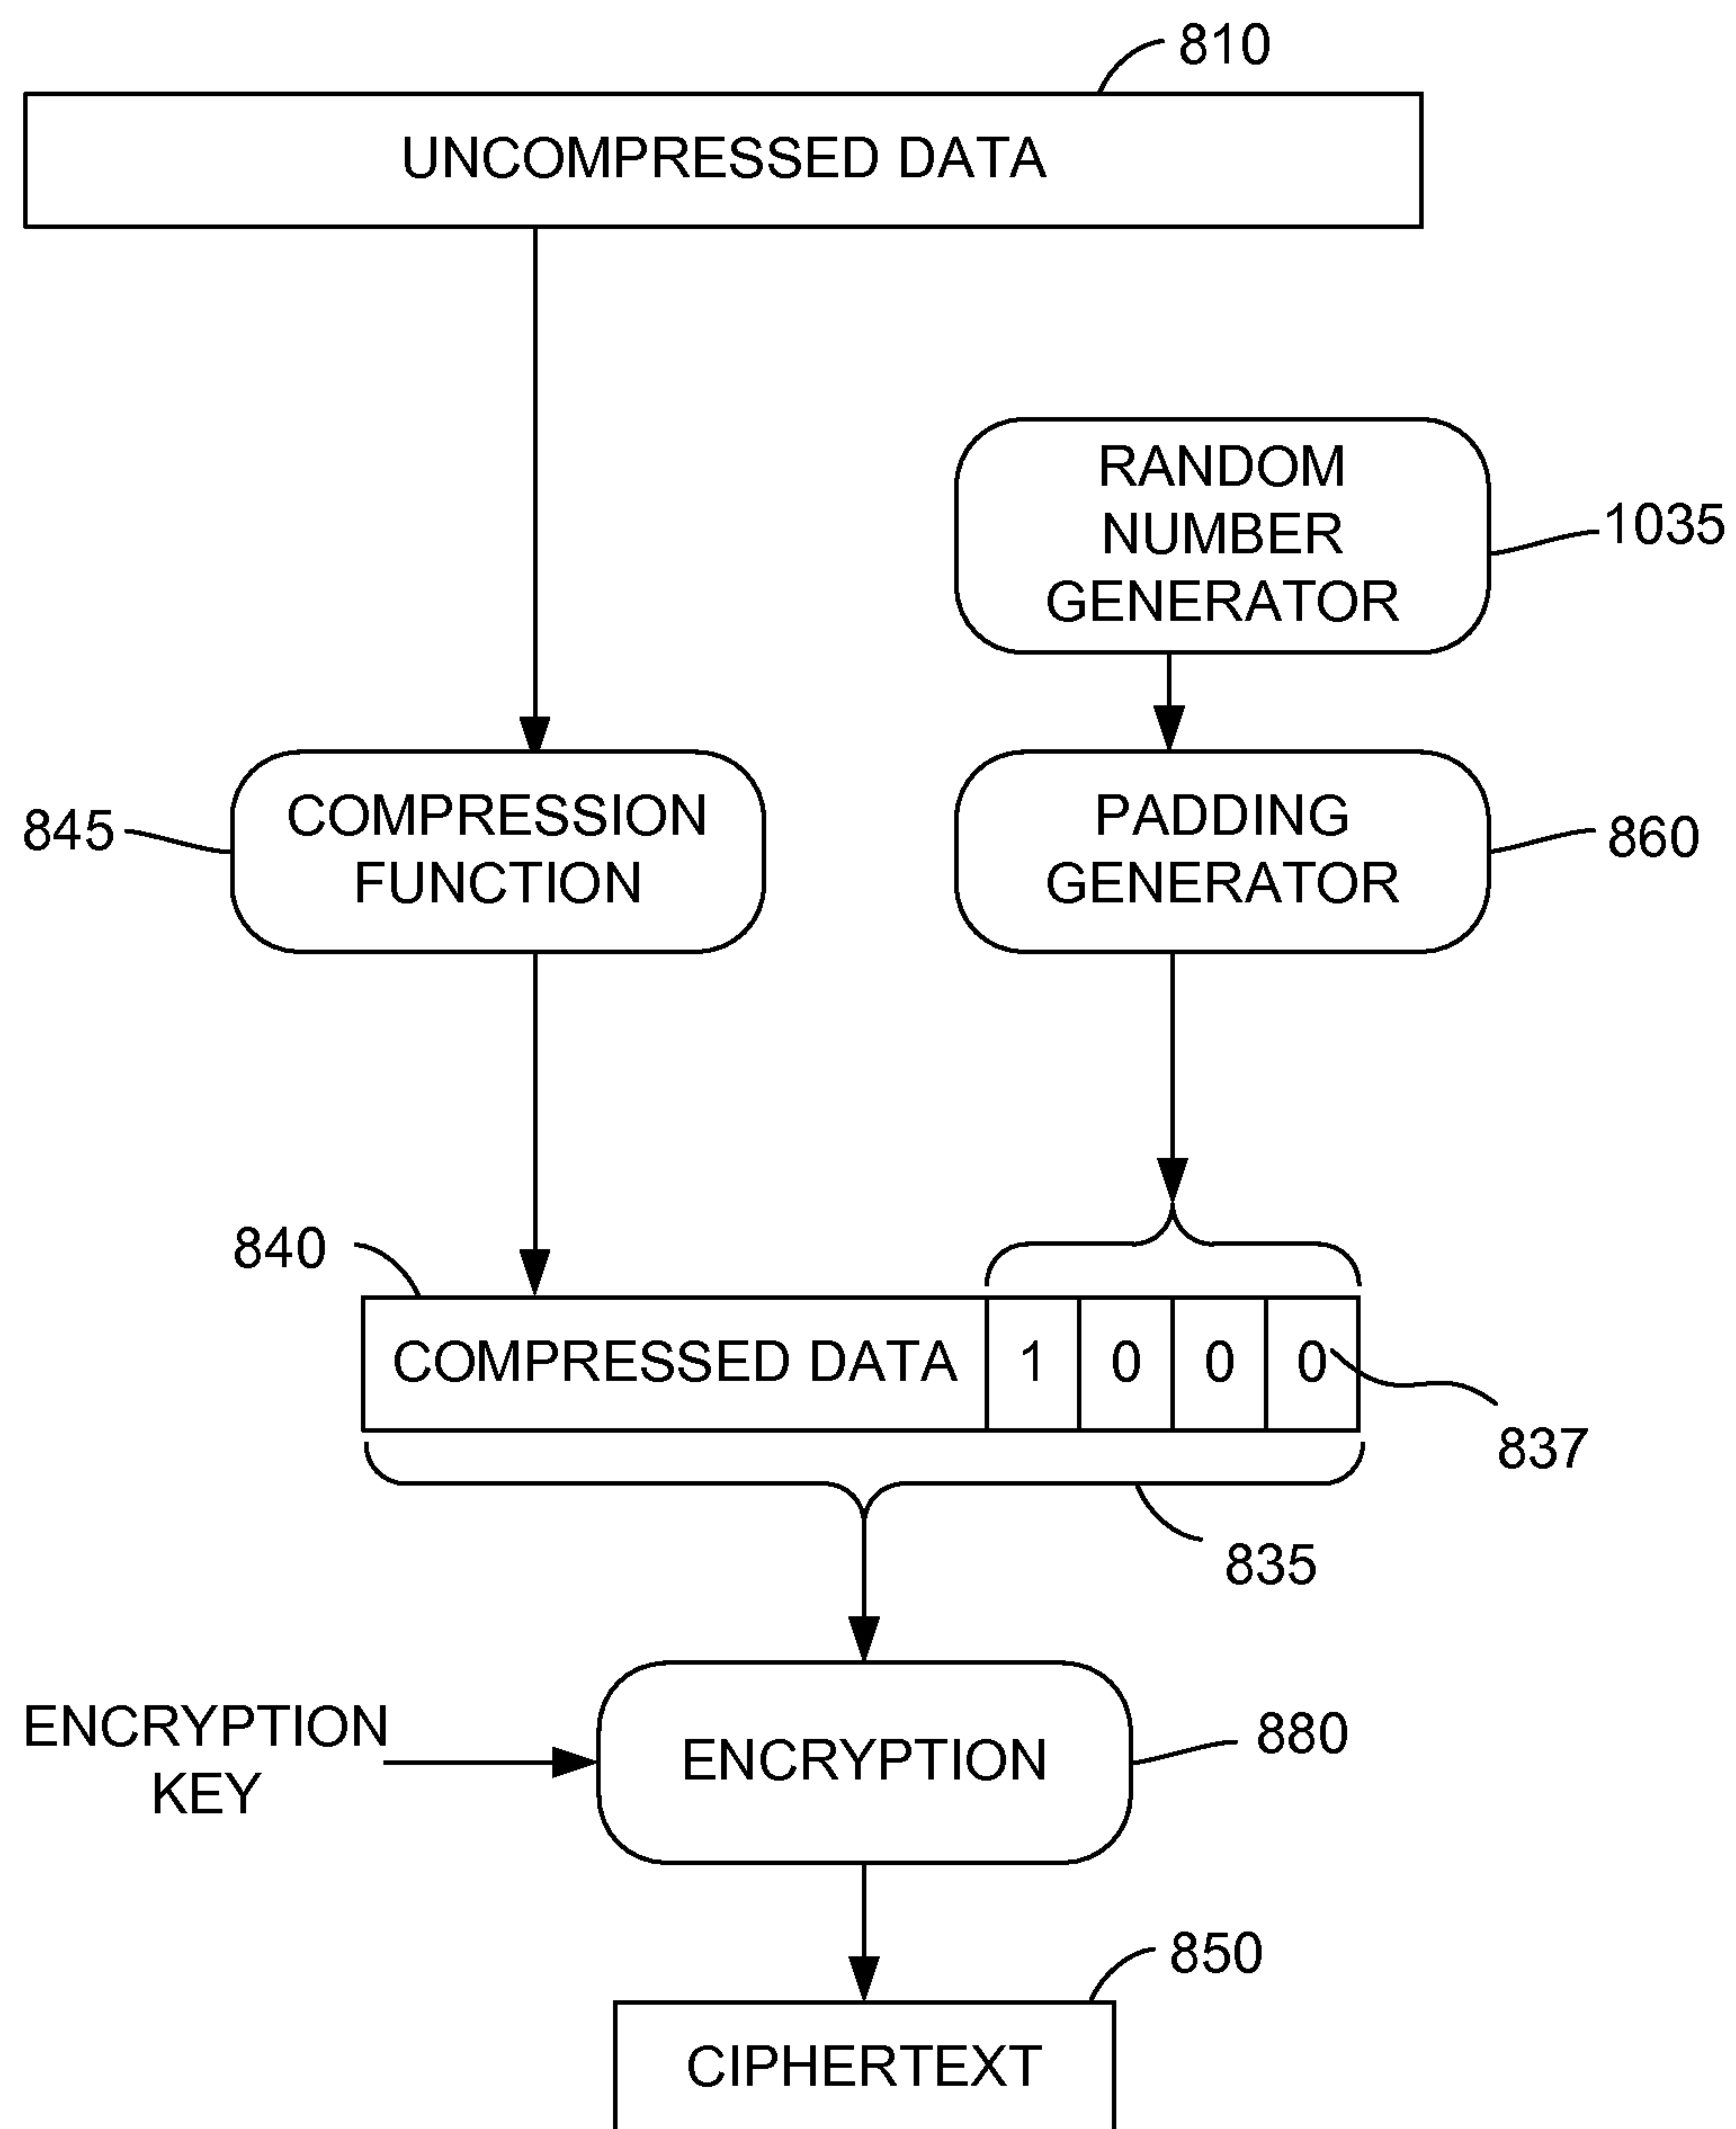 810
UNCOMPRESSED DATA
RANDOM
NUMBER
GENERATOR
1035
COMPRESSION
FUNCTION
845
PADDING
GENERATOR
860
840
COMPRESSED DATA 1 0 0 0
837
835
ENCRYPTION
KEY
ENCRYPTION
880
850
CIPHERTEXT